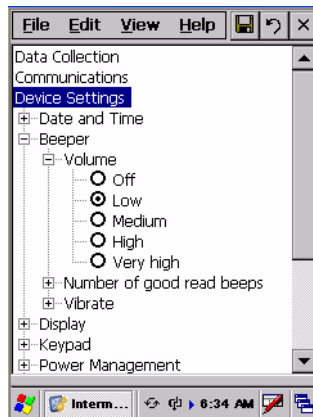 File Edit View Help
Data Collection
Communications
Device Settings
Date and Time
Beeper
Volume
Off
Low
Medium
High
Very high
Number of good read beeps
Vibrate
Display
Keypad
Power Management
Interm... 6:34 AM